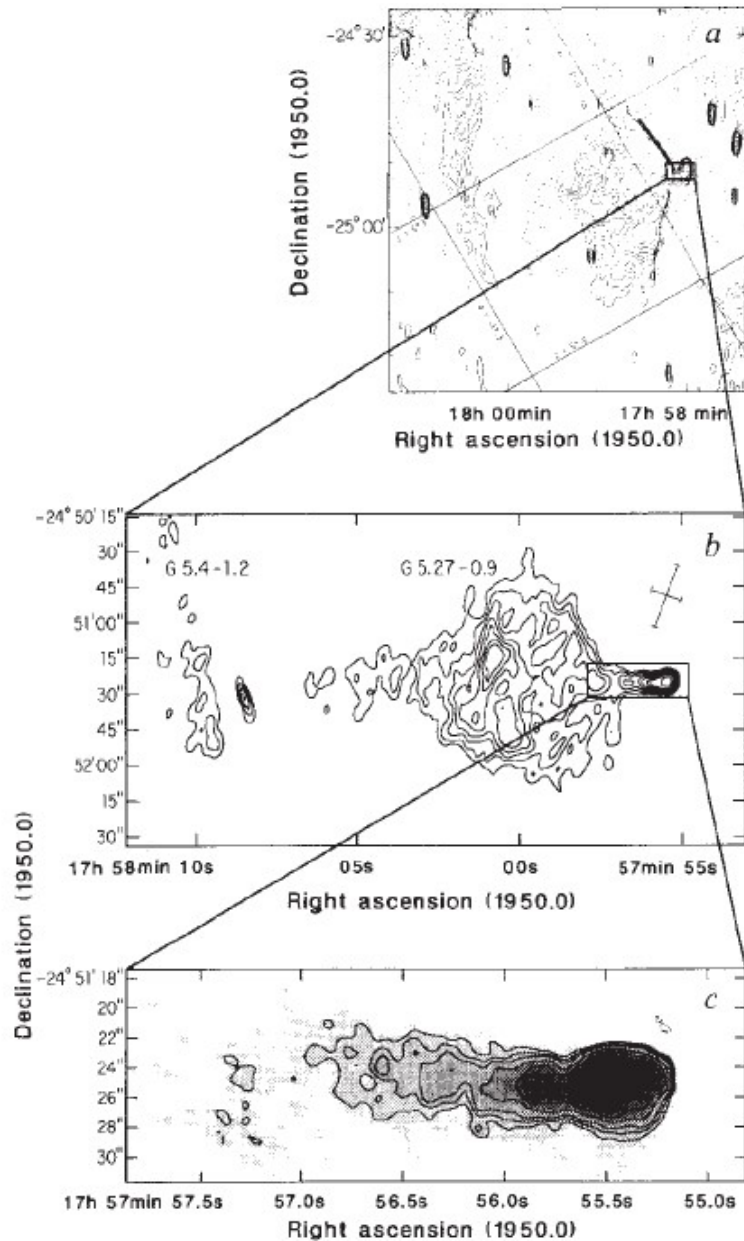 a
-24°30'
-25°00'
Declination (1950.0)
18h 00min 17h 58 min
Right ascension (1950.0)
b
-24° 50' 15"
30"
45"
51' 00"
15"
30"
45"
52' 00"
15"
30"
G 5.4 -1.2 G 5.27 -0.9
17h 58min 10s 05s 00s 57min 55s
Right ascension (1950.0)
Declination (1950.0)
c
-24° 51' 18"
20"
22"
24"
26"
28"
30"
17h 57min 57.5s 57.0s 56.5s 56.0s 55.5s 55.0s
Right ascension (1950.0)